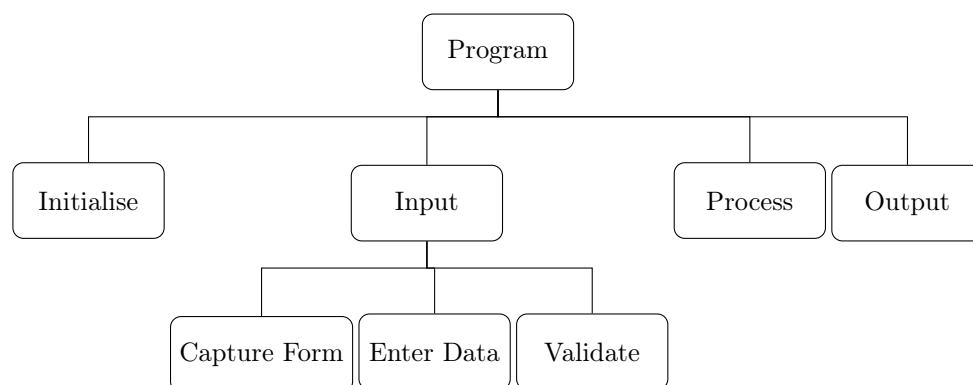 Program
Initialise
Input
Process
Output
Capture Form
Enter Data
Validate